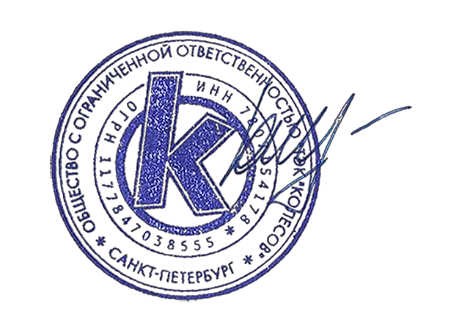 ОБЩЕСТВО С ОГРАНИЧЕННОЙ ОТВЕТСТВЕННОСТЬЮ
КОЛЕСОВ"
* САНКТ-ПЕТЕРБУРГ *
ОГРН 1177847038555 *
ИНН
K